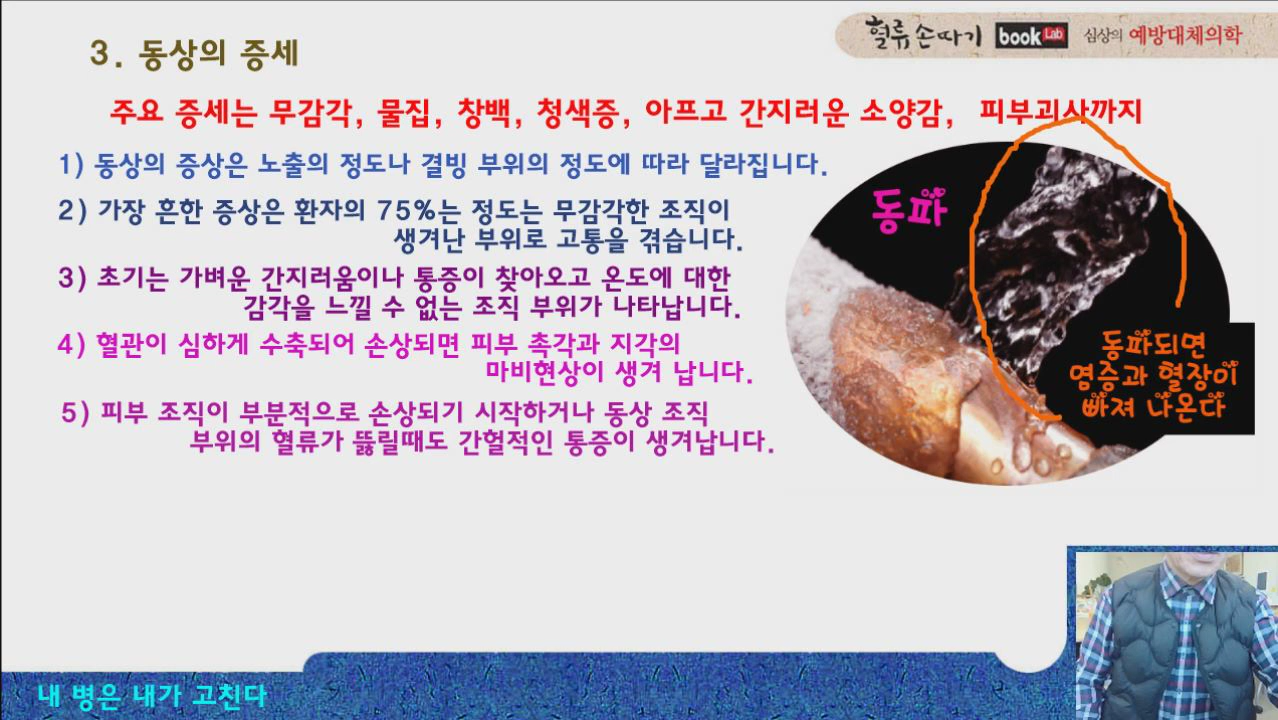 3. 동상의 증세
혈류 손따기 book Lab 심상의 예방대체의학
주요 증세는 무감각, 물집, 창백, 청색증, 아프고 간지러운 소양감, 피부괴사까지
1) 동상의 증상은 노출의 정도나 결빙 부위의 정도에 따라 달라집니다.
2) 가장 흔한 증상은 환자의 75%는 정도는 무감각한 조직이
생겨난 부위로 고통을 겪습니다.
3) 초기는 가벼운 간지러움이나 통증이 찾아오고 온도에 대한
감각을 느낄 수 없는 조직 부위가 나타납니다.
4) 혈관이 심하게 수축되어 손상되면 피부 촉각과 지각의
마비현상이 생겨 납니다.
5) 피부 조직이 부분적으로 손상되기 시작하거나 동상 조직
부위의 혈류가 뚫릴때도 간헐적인 통증이 생겨납니다.
동파
동파되면
염증과 혈장이
빠져 나온다
내 병은 내가 고친다